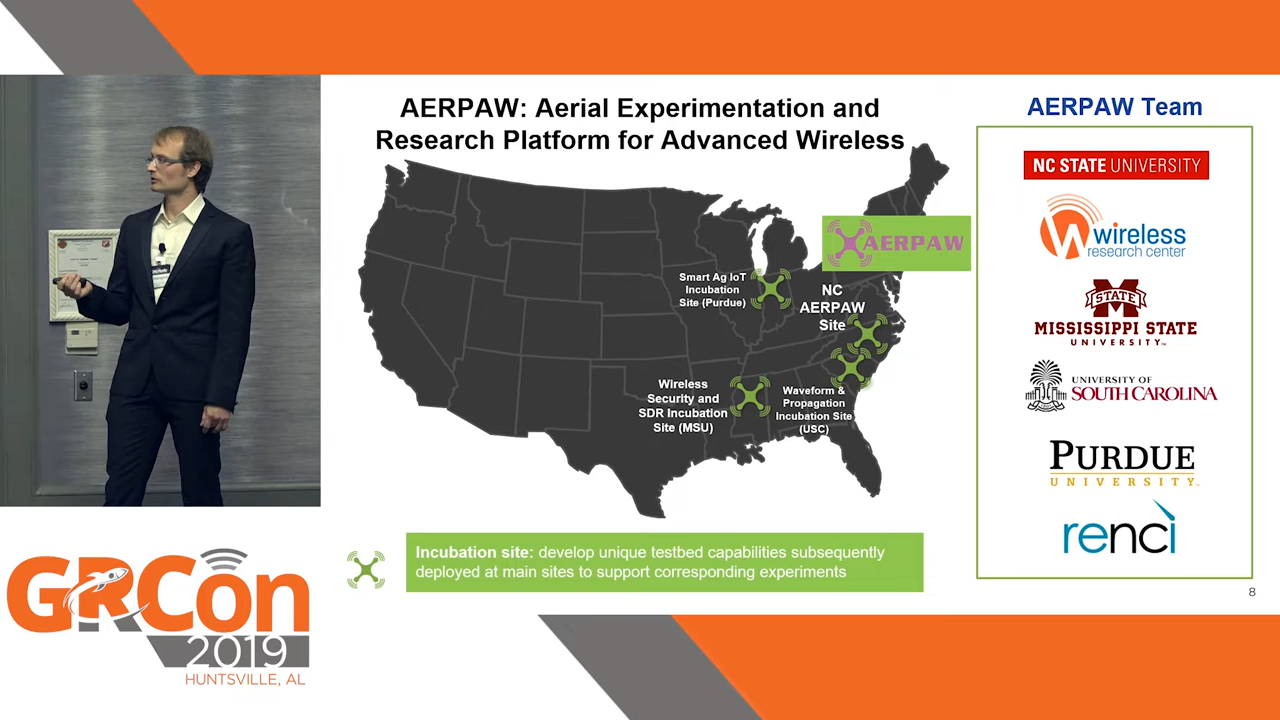 AERPAW: Aerial Experimentation and
Research Platform for Advanced Wireless
AERPAW Team
NC STATE UNIVERSITY
wireless
research center
STATE
MISSISSIPPI STATE
UNIVERSITY™
UNIVERSITY OF
SOUTH CAROLINA
PURDUE
UNIVERSITY
renci
AERPAW
Smart Ag IoT
Incubation
Site (Purdue)
NC
AERPAW
Site
Wireless
Security and
SDR Incubation
Site (MSU)
Waveform &
Propagation
Incubation Site
(USC)
Incubation site: develop unique testbed capabilities subsequently
deployed at main sites to support corresponding experiments
8
GRCon
2019
HUNTSVILLE, AL